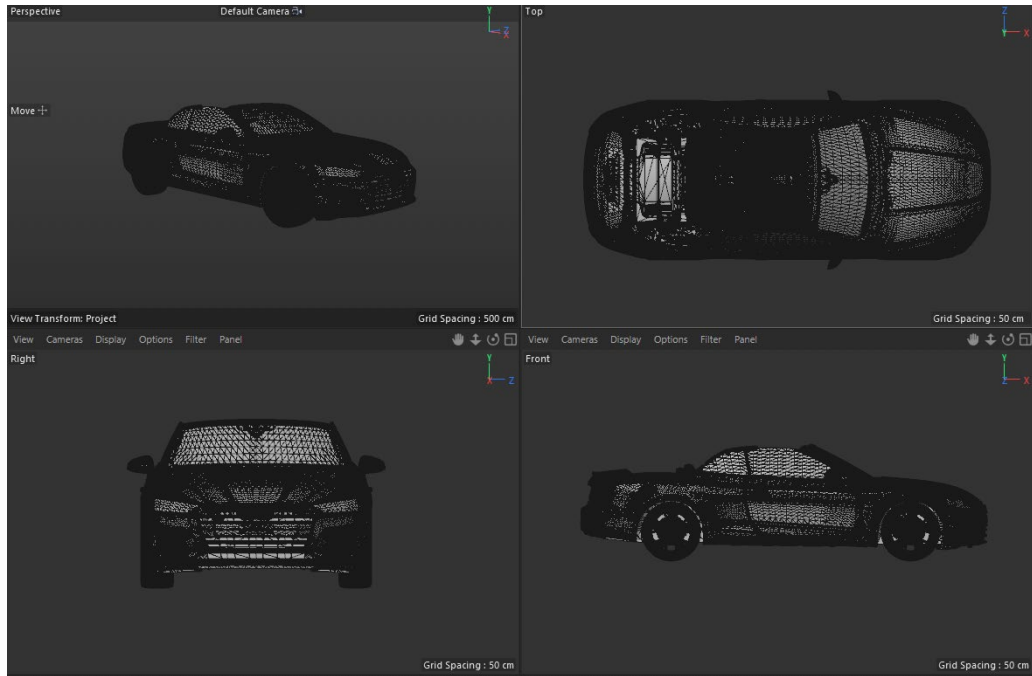 Perspective
Default Camera
Y
Z
X
Move
View Transform: Project
Grid Spacing : 500 cm
Top
Z
Y
X
Grid Spacing : 50 cm
View Cameras Display Options Filter Panel
Right
Y
X
Z
Grid Spacing : 50 cm
View Cameras Display Options Filter Panel
Front
Y
Z
X
Grid Spacing : 50 cm